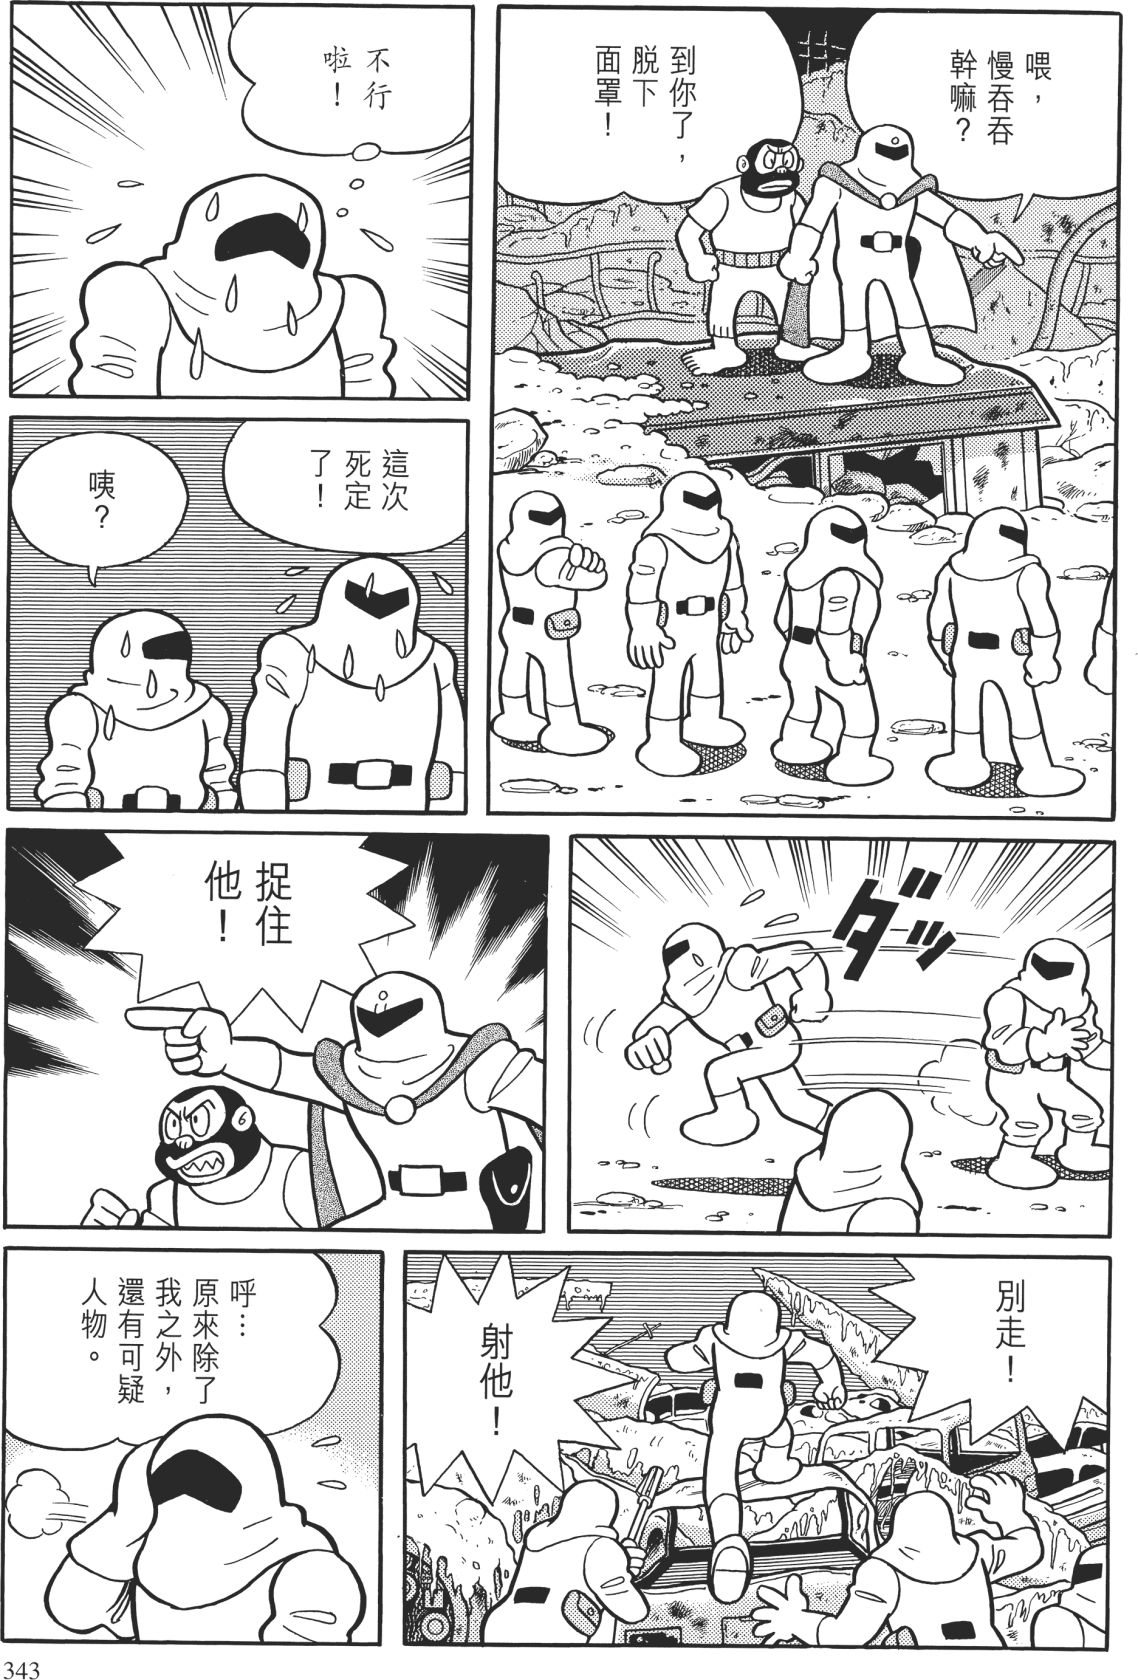 喂，
慢吞吞
幹嘛？
到你了，
脫下
面罩！
不行
啦！
這次
死定
了！
咦？
ダッ
捉住
他！
別走！
射他！
呼…
原來除了
我之外，
還有可疑
人物。
343